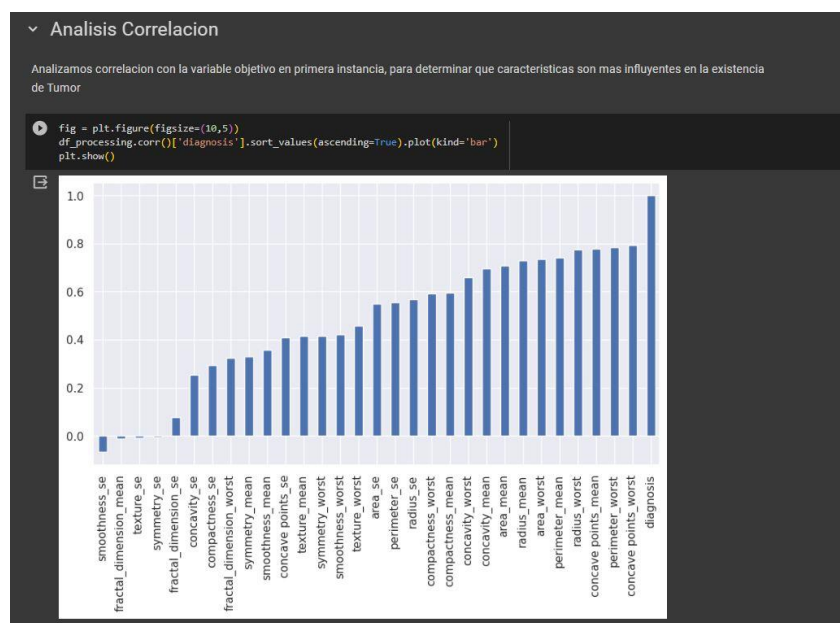 Analisis Correlacion
Analizamos correlacion con la variable objetivo en primera instancia, para determinar que caracteristicas son mas influyentes en la existencia
de Tumor
fig = plt.figure(figsize=(10,5))
df_processing.corr()['diagnosis'].sort_values(ascending=True).plot(kind='bar')
plt.show()
1.0
0.8
0.6
0.4
0.2
0.0
smoothness_se
fractal_dimension_mean
texture_se
symmetry_se
fractal_dimension_se
concavity_se
compactness_se
fractal_dimension_worst
symmetry_mean
smoothness_mean
concave points_se
texture_mean
symmetry_worst
smoothness_worst
texture_worst
area_se
perimeter_se
radius_se
compactness_worst
compactness_mean
concavity_worst
concavity_mean
area_mean
radius_mean
area_worst
perimeter_mean
radius_worst
concave points_mean
perimeter_worst
concave points_worst
diagnosis